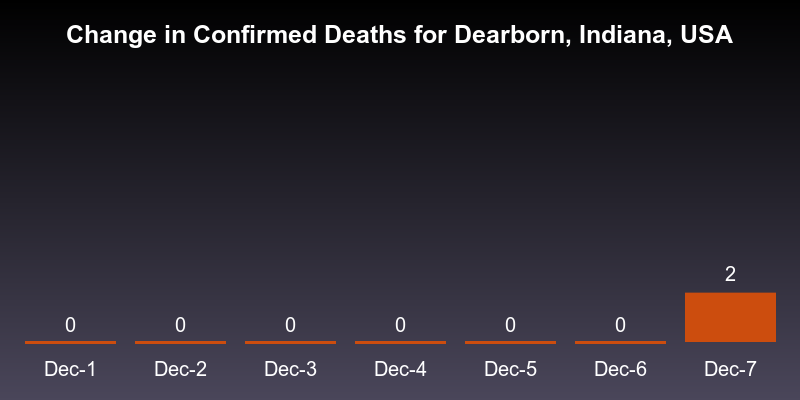 Change in Confirmed Deaths for Dearborn, Indiana, USA
2
0 0 0 0 0 0
Dec-1 Dec-2 Dec-3 Dec-4 Dec-5 Dec-6 Dec-7